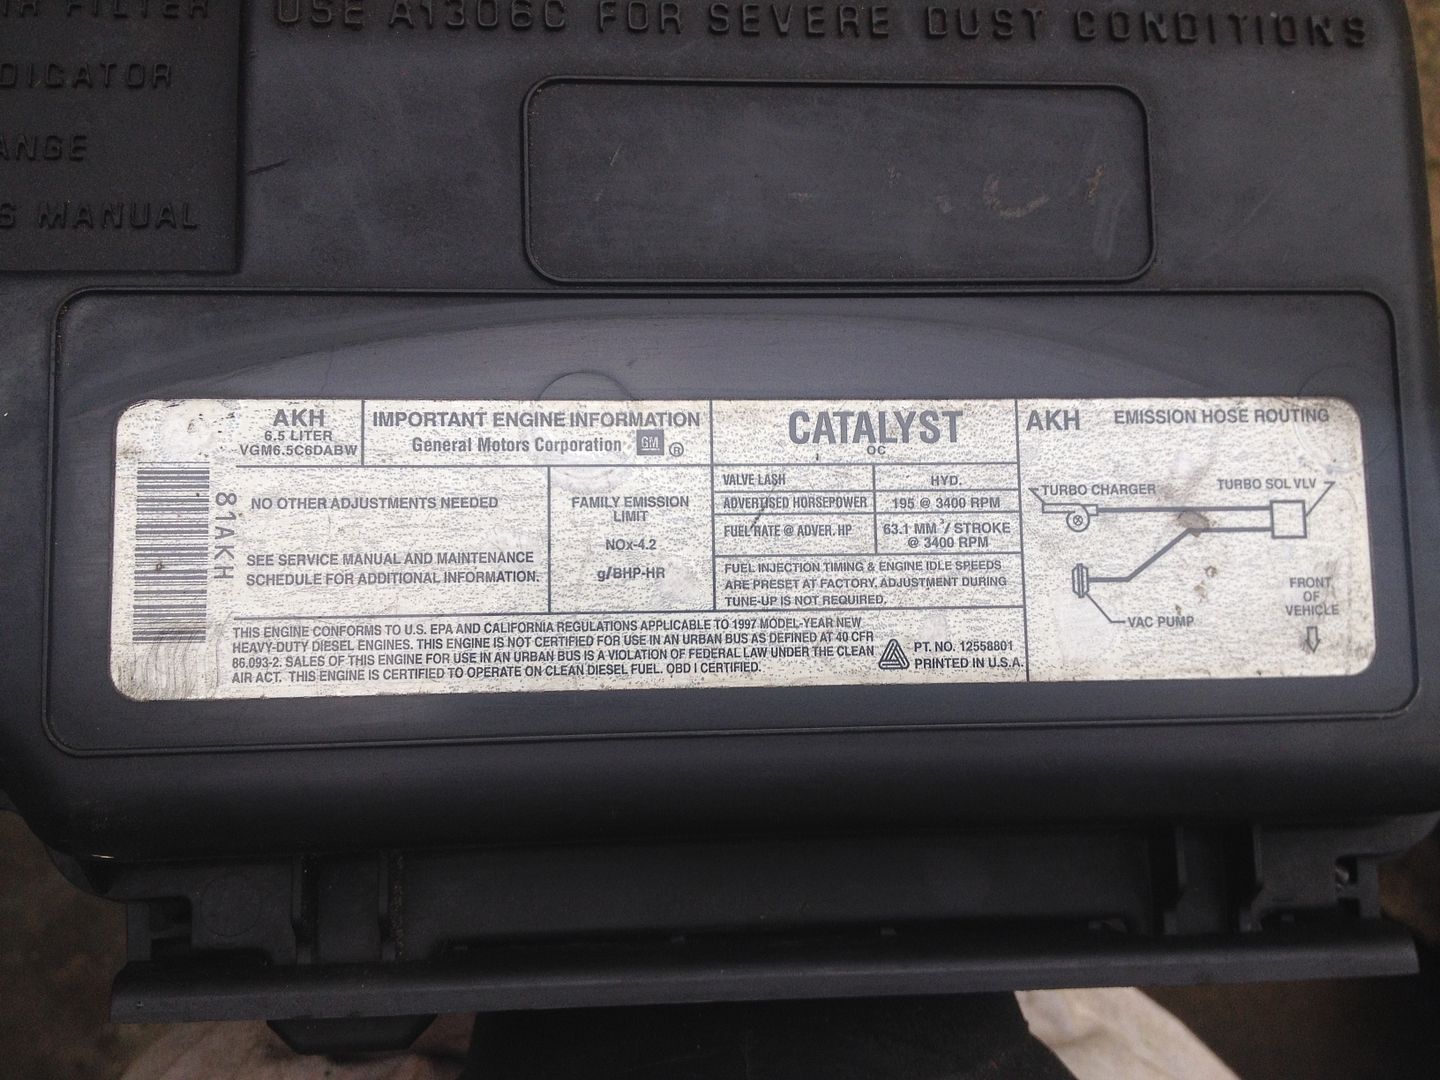 IR FILTER
DICATOR
ANGE
S MANUAL
USE A1306C FOR SEVERE DUST CONDITIONS
81AKH
AKH
6.5 LITER
VGM6.5C6DABW
IMPORTANT ENGINE INFORMATION
General Motors Corporation GM ®
NO OTHER ADJUSTMENTS NEEDED
SEE SERVICE MANUAL AND MAINTENANCE
SCHEDULE FOR ADDITIONAL INFORMATION.
FAMILY EMISSION
LIMIT
NOx-4.2
g/BHP-HR
CATALYST
OC
VALVE LASH HYD.
ADVERTISED HORSEPOWER 195 @ 3400 RPM
FUEL RATE @ ADVER. HP 63.1 MM³/ STROKE
@ 3400 RPM
FUEL INJECTION TIMING & ENGINE IDLE SPEEDS
ARE PRESET AT FACTORY, ADJUSTMENT DURING
TUNE-UP IS NOT REQUIRED.
THIS ENGINE CONFORMS TO U.S. EPA AND CALIFORNIA REGULATIONS APPLICABLE TO 1997 MODEL-YEAR NEW
HEAVY-DUTY DIESEL ENGINES. THIS ENGINE IS NOT CERTIFIED FOR USE IN AN URBAN BUS AS DEFINED AT 40 CFR
86.093-2. SALES OF THIS ENGINE FOR USE IN AN URBAN BUS IS A VIOLATION OF FEDERAL LAW UNDER THE CLEAN
AIR ACT. THIS ENGINE IS CERTIFIED TO OPERATE ON CLEAN DIESEL FUEL. OBD I CERTIFIED.
PT. NO. 12558801
PRINTED IN U.S.A.
AKH EMISSION HOSE ROUTING
TURBO CHARGER
TURBO SOL VLV
VAC PUMP
FRONT
OF
VEHICLE